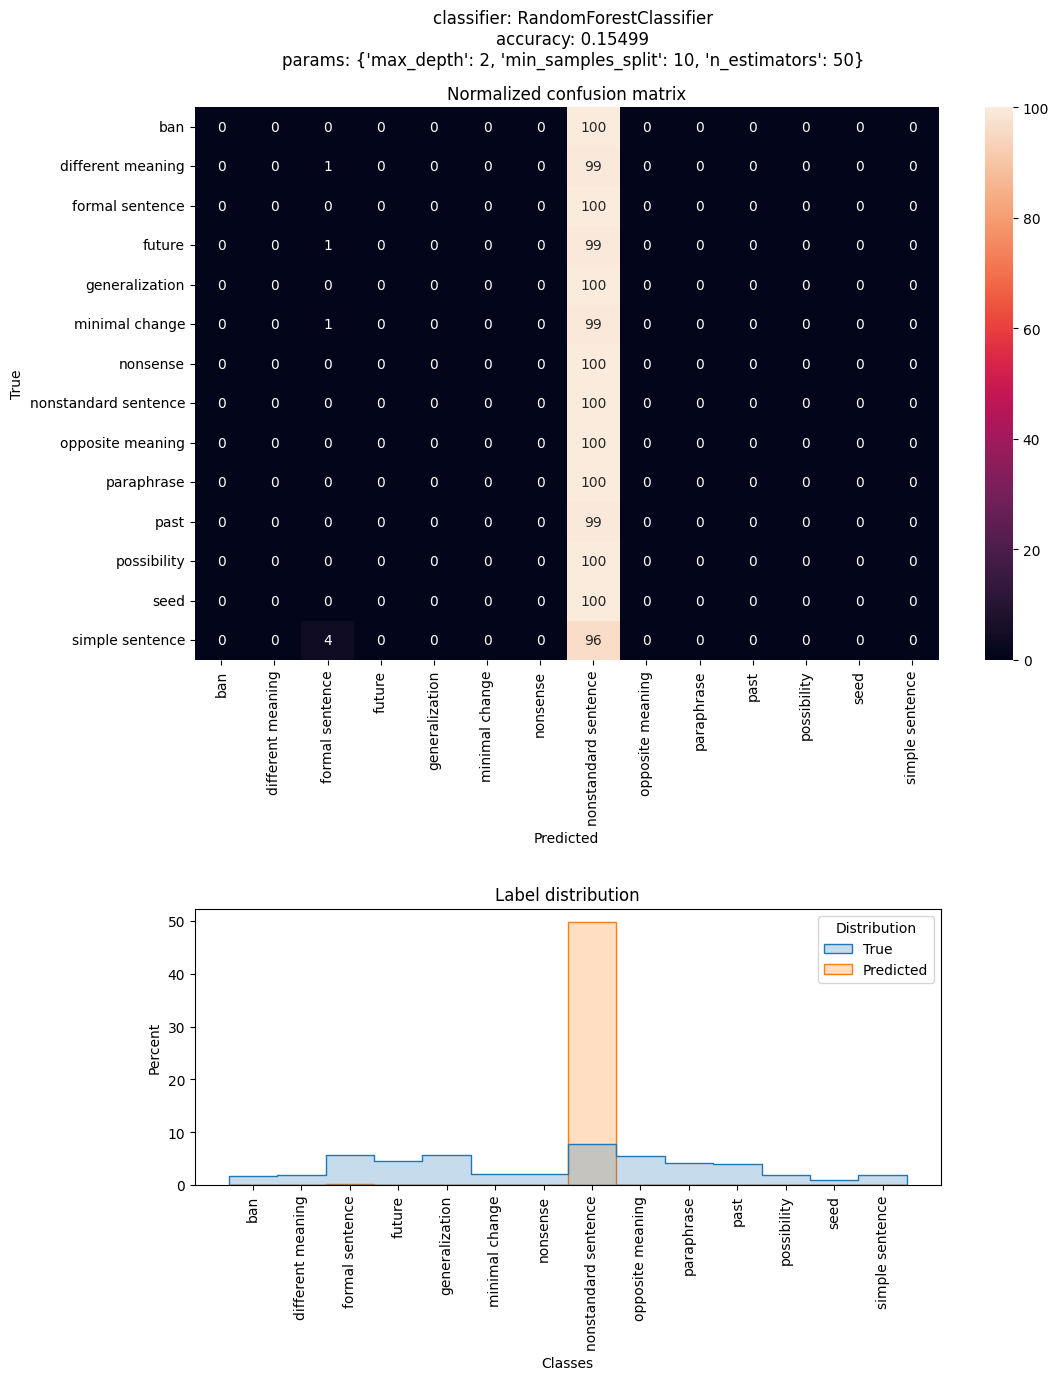 classifier: RandomForestClassifier
accuracy: 0.15499
params: {'max_depth': 2, 'min_samples_split': 10, 'n_estimators': 50}
Normalized confusion matrix
ban 0 0 0 0 0 0 0 100 0 0 0 0 0 0
different meaning 0 0 1 0 0 0 0 99 0 0 0 0 0 0
formal sentence 0 0 0 0 0 0 0 100 0 0 0 0 0 0
future 0 0 1 0 0 0 0 99 0 0 0 0 0 0
generalization 0 0 0 0 0 0 0 100 0 0 0 0 0 0
minimal change 0 0 1 0 0 0 0 99 0 0 0 0 0 0
nonsense 0 0 0 0 0 0 0 100 0 0 0 0 0 0
nonstandard sentence 0 0 0 0 0 0 0 100 0 0 0 0 0 0
opposite meaning 0 0 0 0 0 0 0 100 0 0 0 0 0 0
paraphrase 0 0 0 0 0 0 0 100 0 0 0 0 0 0
past 0 0 0 0 0 0 0 99 0 0 0 0 0 0
possibility 0 0 0 0 0 0 0 100 0 0 0 0 0 0
seed 0 0 0 0 0 0 0 100 0 0 0 0 0 0
simple sentence 0 0 4 0 0 0 0 96 0 0 0 0 0 0
True
100
80
60
40
20
0
ban
different meaning
formal sentence
future
generalization
minimal change
nonsense
nonstandard sentence
opposite meaning
paraphrase
past
possibility
seed
simple sentence
Predicted
Label distribution
Percent
50
40
30
20
10
0
Distribution
True
Predicted
ban
different meaning
formal sentence
future
generalization
minimal change
nonsense
nonstandard sentence
opposite meaning
paraphrase
past
possibility
seed
simple sentence
Classes